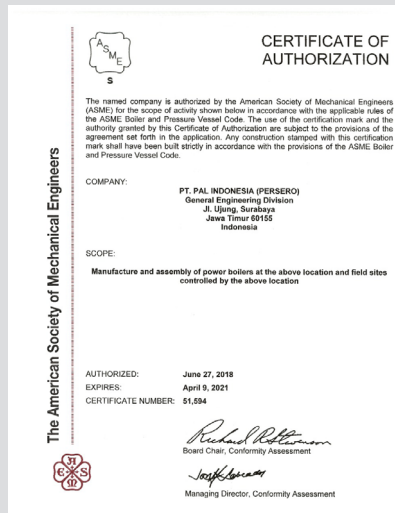 ASME
S
CERTIFICATE OF
AUTHORIZATION
The named company is authorized by the American Society of Mechanical Engineers
(ASME) for the scope of activity shown below in accordance with the applicable rules of
the ASME Boiler and Pressure Vessel Code. The use of the certification mark and the
authority granted by this Certificate of Authorization are subject to the provisions of the
agreement set forth in the application. Any construction stamped with this certification
mark shall have been built strictly in accordance with the provisions of the ASME Boiler
and Pressure Vessel Code.
COMPANY:
PT. PAL INDONESIA (PERSERO)
General Engineering Division
Jl. Ujung, Surabaya
Jawa Timur 60155
Indonesia
SCOPE:
Manufacture and assembly of power boilers at the above location and field sites
controlled by the above location
AUTHORIZED: June 27, 2018
EXPIRES: April 9, 2021
CERTIFICATE NUMBER: 51,594
Board Chair, Conformity Assessment
Managing Director, Conformity Assessment
The American Society of Mechanical Engineers
ASME